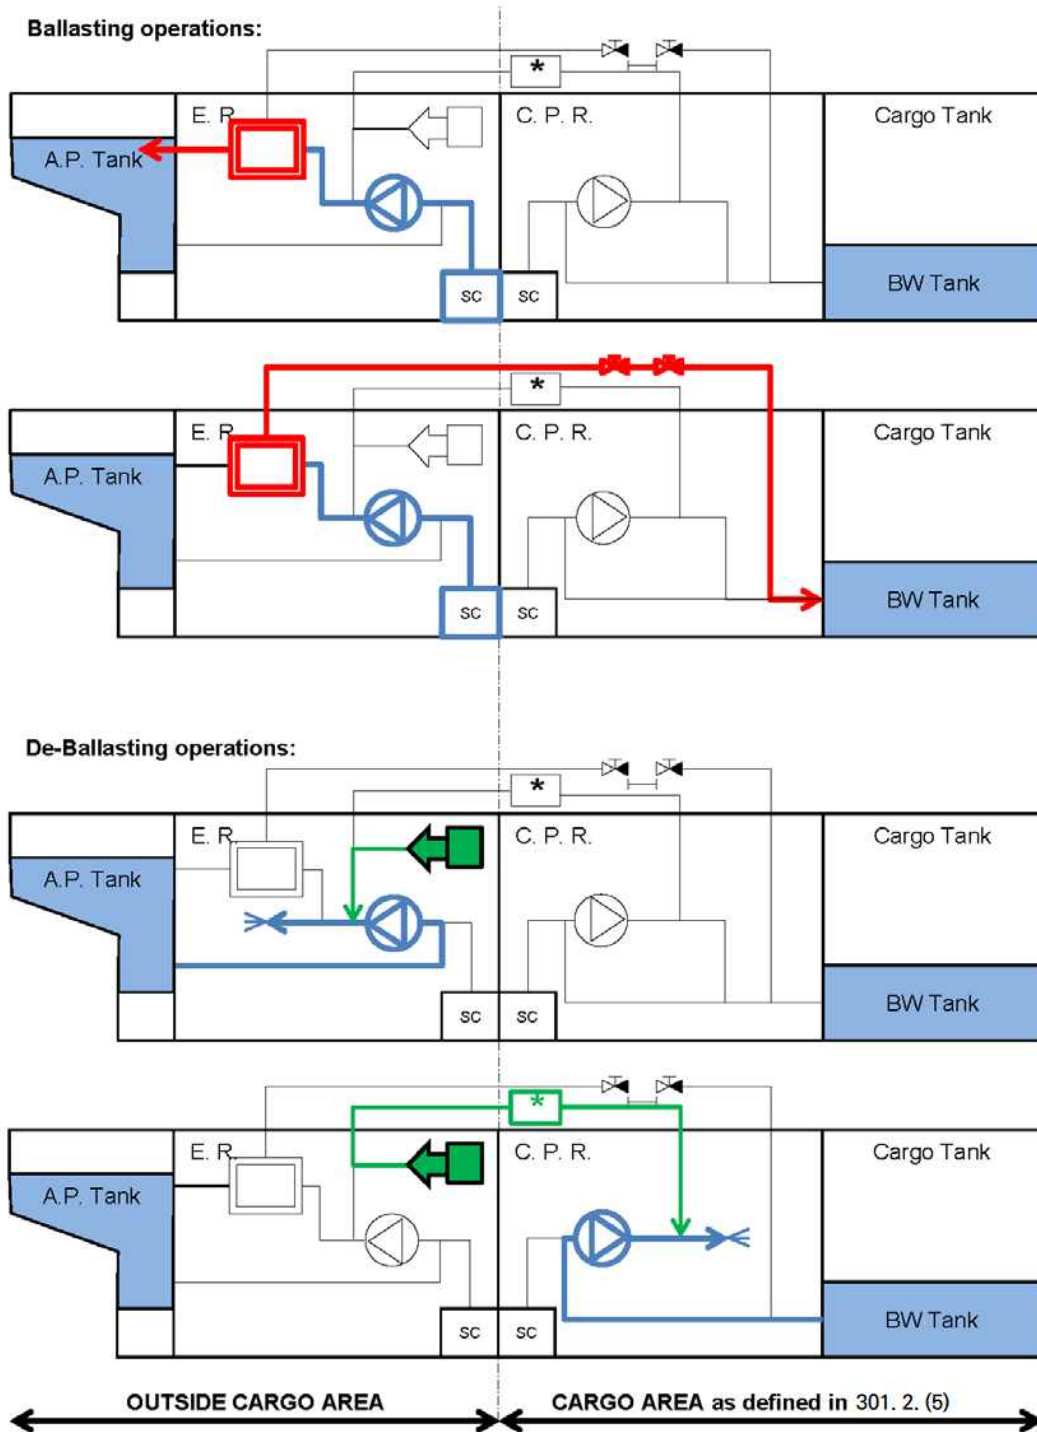 Ballasting operations:
*
E. R. C. P. R. Cargo Tank
A.P. Tank
BW Tank
SC SC
*
E. R. C. P. R. Cargo Tank
A.P. Tank
BW Tank
SC SC
De-Ballasting operations:
*
E. R. C. P. R. Cargo Tank
A.P. Tank
BW Tank
SC SC
*
E. R. C. P. R. Cargo Tank
A.P. Tank
BW Tank
SC SC
OUTSIDE CARGO AREA CARGO AREA as defined in 301. 2. (5)